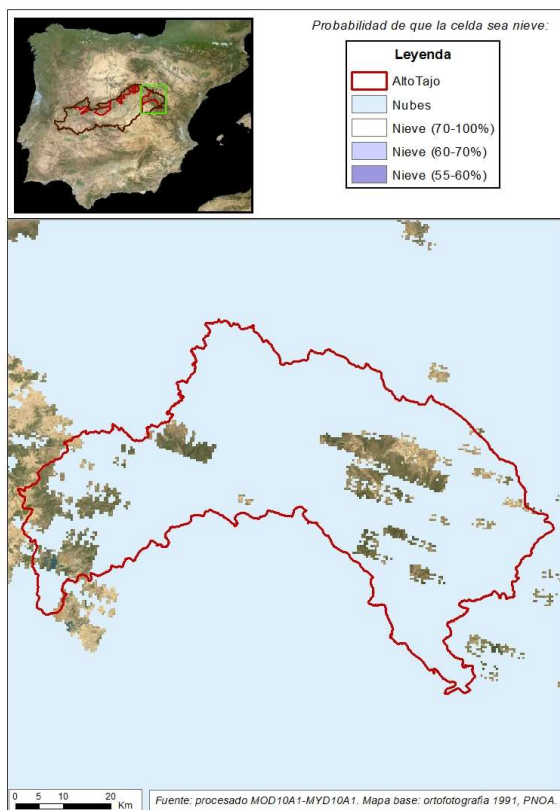 Probabilidad de que la celda sea nieve:
Leyenda
AltoTajo
Nubes
Nieve (70-100%)
Nieve (60-70%)
Nieve (55-60%)
0 5 10 20
Km
Fuente: procesado MOD10A1-MYD10A1. Mapa base: ortofotografia 1991, PNOA